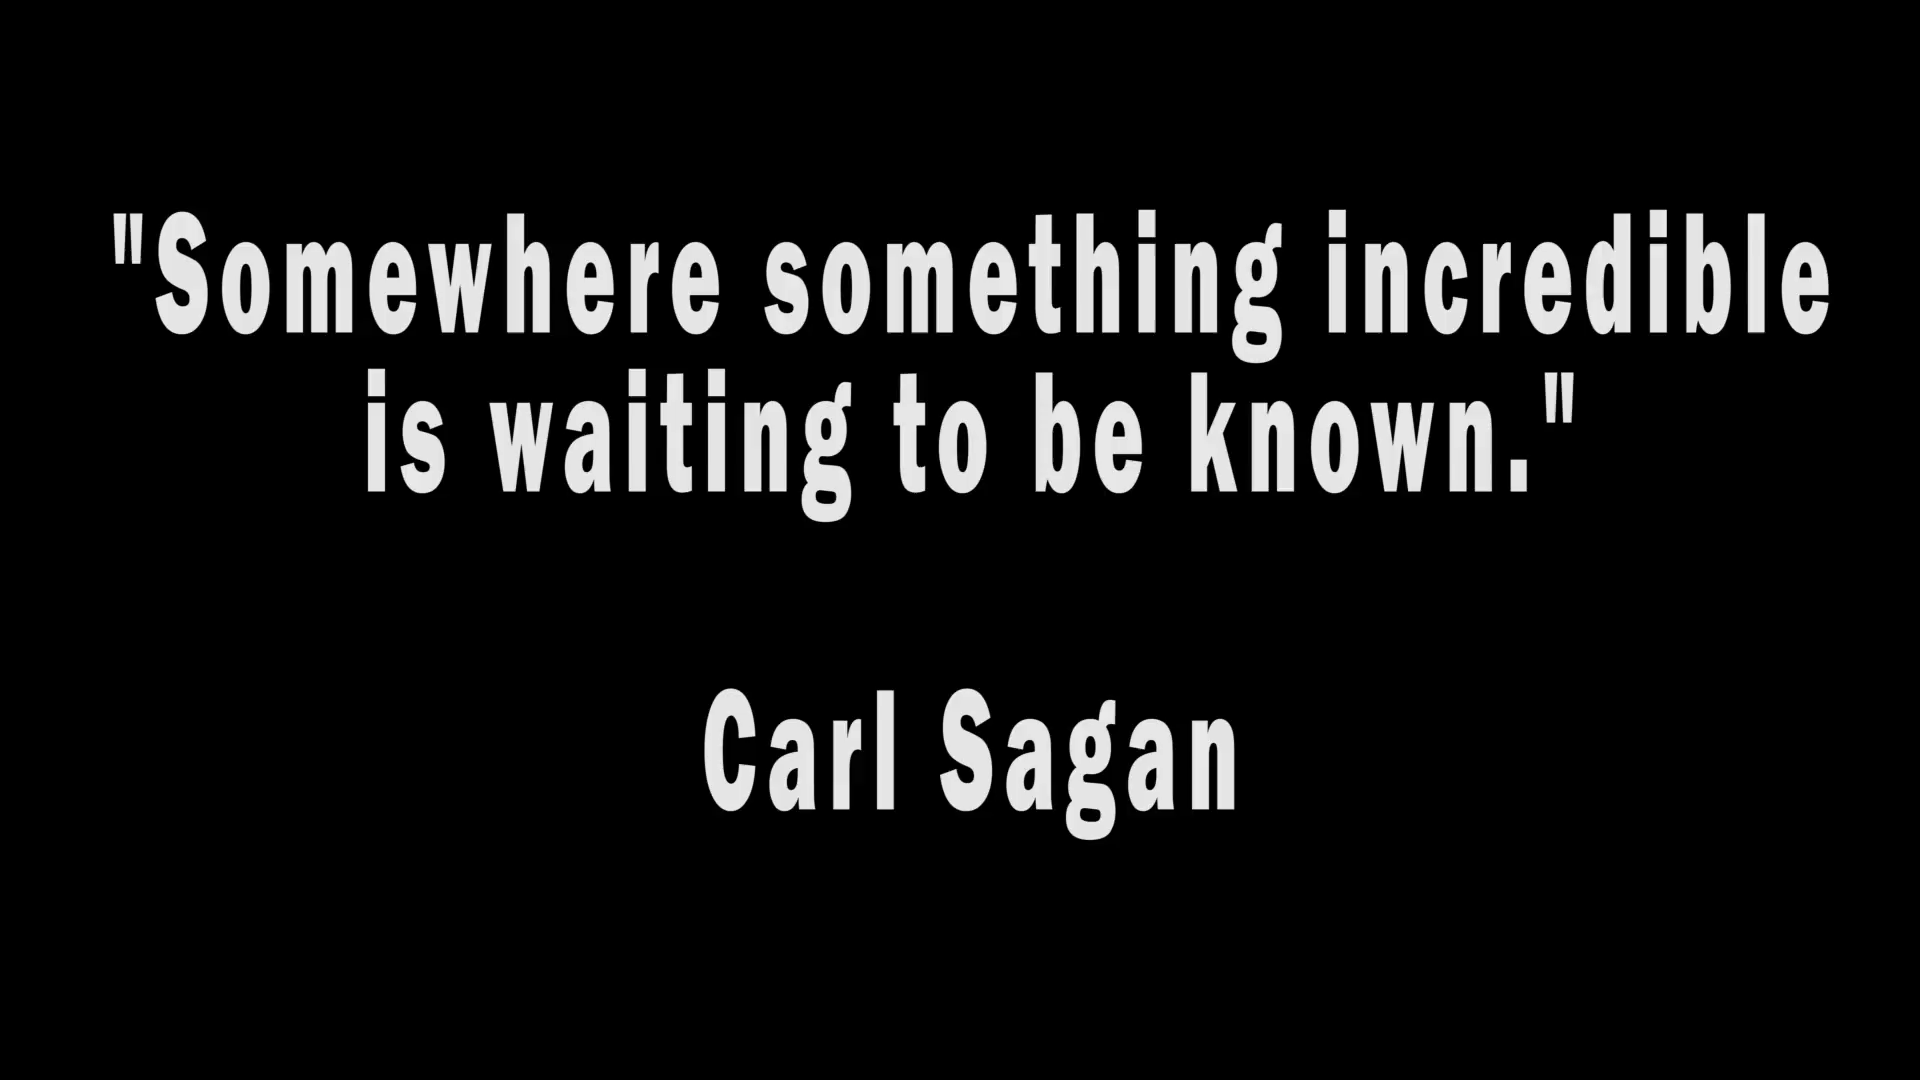 "Somewhere something incredible
is waiting to be known."
Carl Sagan